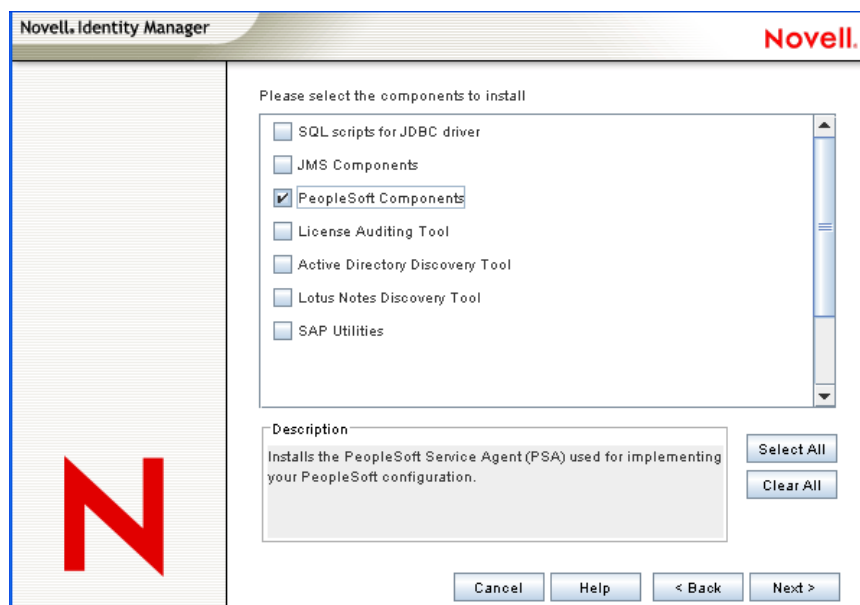 Novell. Identity Manager
Novell.
Please select the components to install
SQL scripts for JDBC driver
JMS Components
PeopleSoft Components
License Auditing Tool
Active Directory Discovery Tool
Lotus Notes Discovery Tool
SAP Utilities
Description
Installs the PeopleSoft Service Agent (PSA) used for implementing
your PeopleSoft configuration.
Select All
Clear All
N
Cancel
Help
< Back
Next >